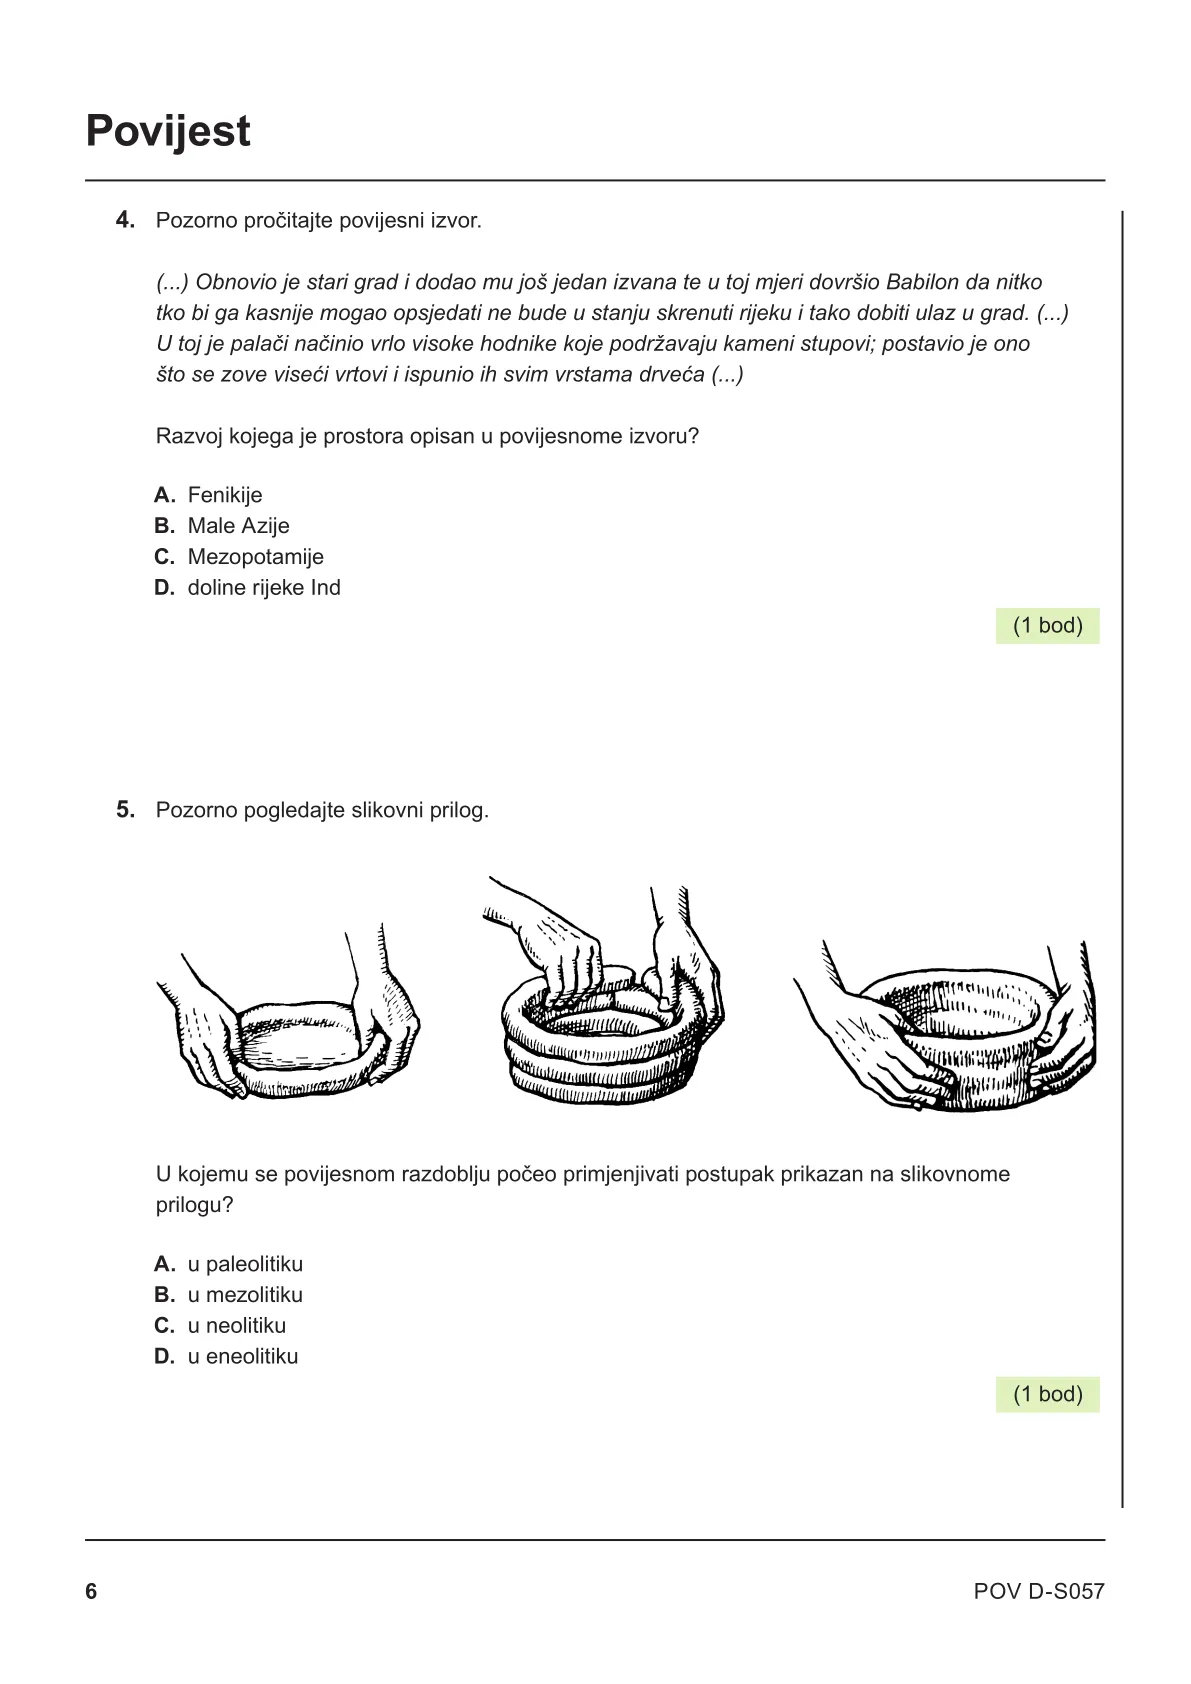 Povijest
4. Pozorno pročitajte povijesni izvor.
(...) Obnovio je stari grad i dodao mu još jedan izvana te u toj mjeri dovršio Babilon da nitko
tko bi ga kasnije mogao opsjedati ne bude u stanju skrenuti rijeku i tako dobiti ulaz u grad. (...)
U toj je palači načinio vrlo visoke hodnike koje podržavaju kameni stupovi; postavio je ono
što se zove viseći vrtovi i ispunio ih svim vrstama drveća (...)
Razvoj kojega je prostora opisan u povijesnome izvoru?
A. Fenikije
B. Male Azije
C. Mezopotamije
D. doline rijeke Ind
(1 bod)
5. Pozorno pogledajte slikovni prilog.
U kojemu se povijesnom razdoblju počeo primjenjivati postupak prikazan na slikovnome
prilogu?
A. u paleolitiku
B. u mezolitiku
C. u neolitiku
D. u eneolitiku
(1 bod)
6
POV D-S057